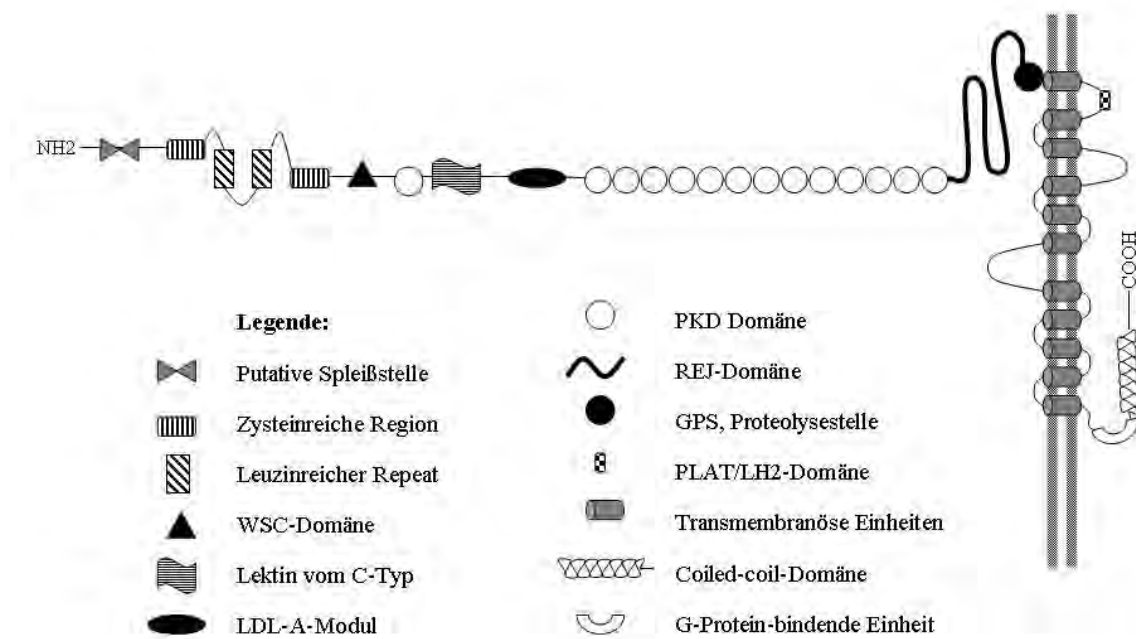 NH2
COOH
Legende:
Putative Spleißstelle
Zysteinreiche Region
Leuzinreicher Repeat
WSC-Domäne
Lektin vom C-Typ
LDL-A-Modul
PKD Domäne
REJ-Domäne
GPS, Proteolysestelle
PLAT/LH2-Domäne
Transmembranöse Einheiten
Coiled-coil-Domäne
G-Protein-bindende Einheit